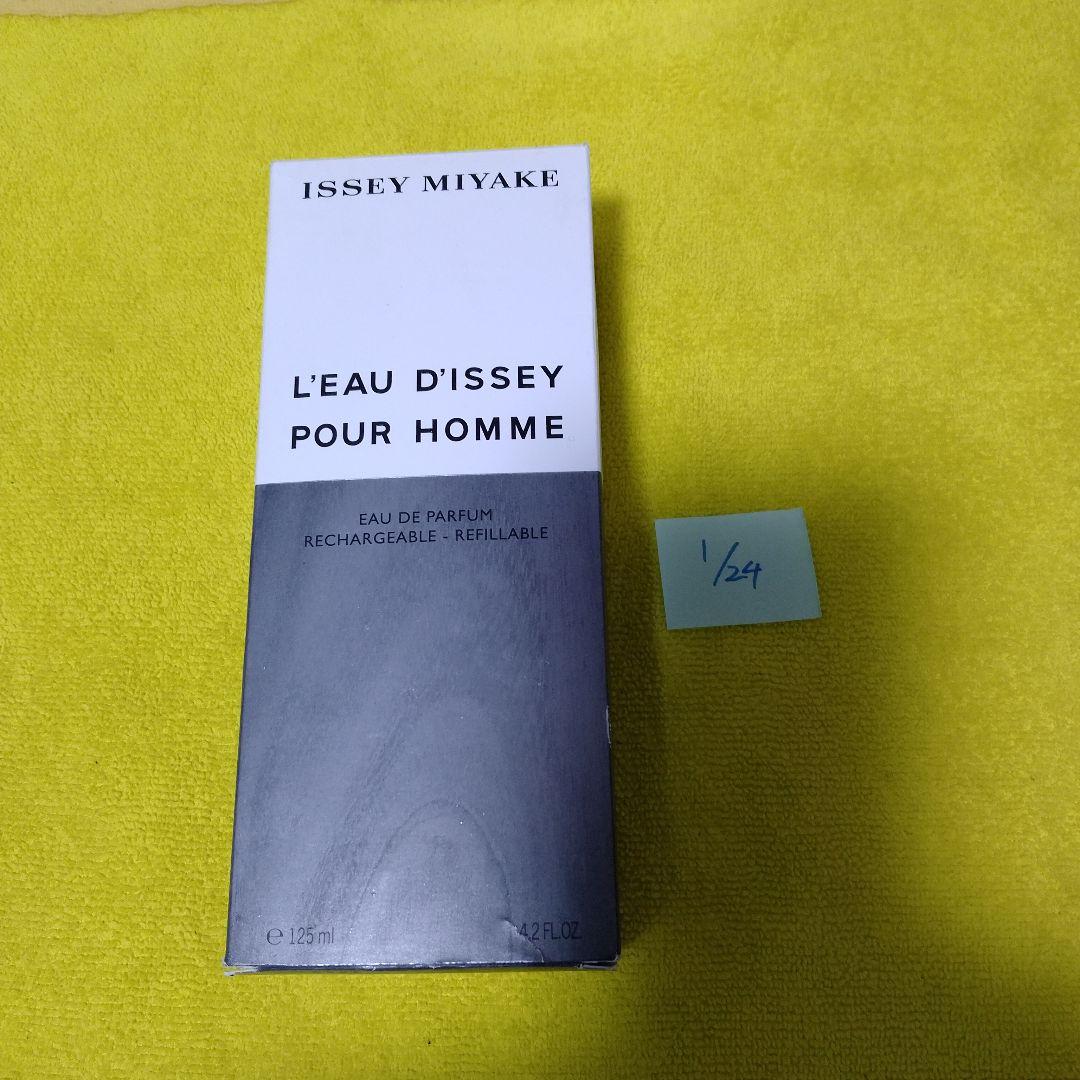 ISSEY MIYAKE
L'EAU D'ISSEY
POUR HOMME
EAU DE PARFUM
RECHARGEABLE - REFILLABLE
1/24
℮ 125 ml
4.2 FL.OZ.